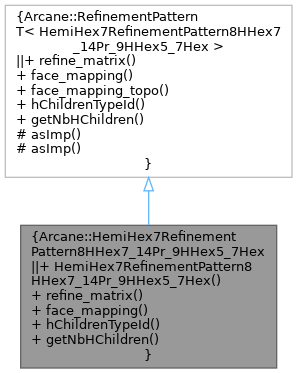 {Arcane::RefinementPattern
T< HemiHex7RefinementPattern8HHex7
_14Pr_9HHex5_7Hex >
||+ refine_matrix()
+ face_mapping()
+ face_mapping_topo()
+ hChildrenTypeId()
+ getNbHChildren()
# asImp()
# asImp()
}
{Arcane::HemiHex7Refinement
Pattern8HHex7_14Pr_9HHex5_7Hex
||+ HemiHex7RefinementPattern8
HHex7_14Pr_9HHex5_7Hex()
+ refine_matrix()
+ face_mapping()
+ hChildrenTypeId()
+ getNbHChildren()
}